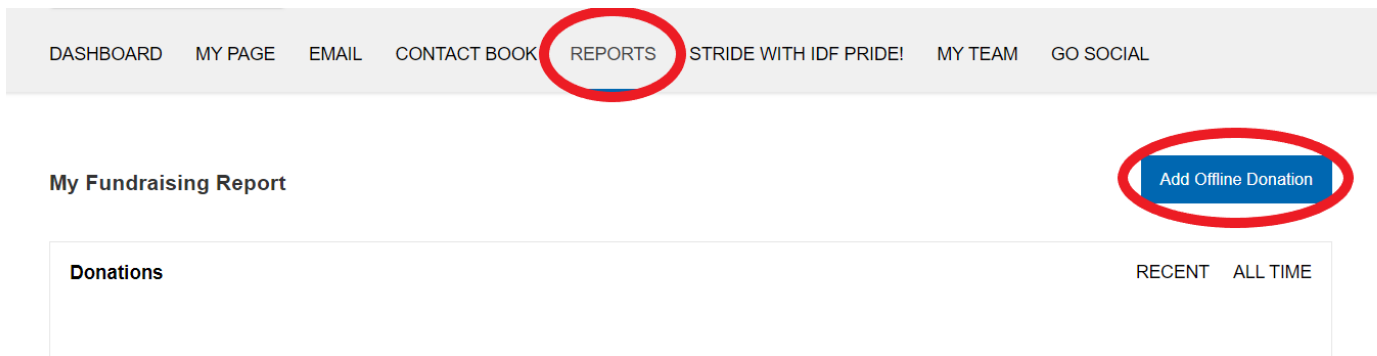 DASHBOARD MY PAGE EMAIL CONTACT BOOK REPORTS STRIDE WITH IDF PRIDE! MY TEAM GO SOCIAL
My Fundraising Report Add Offline Donation
Donations RECENT ALL TIME